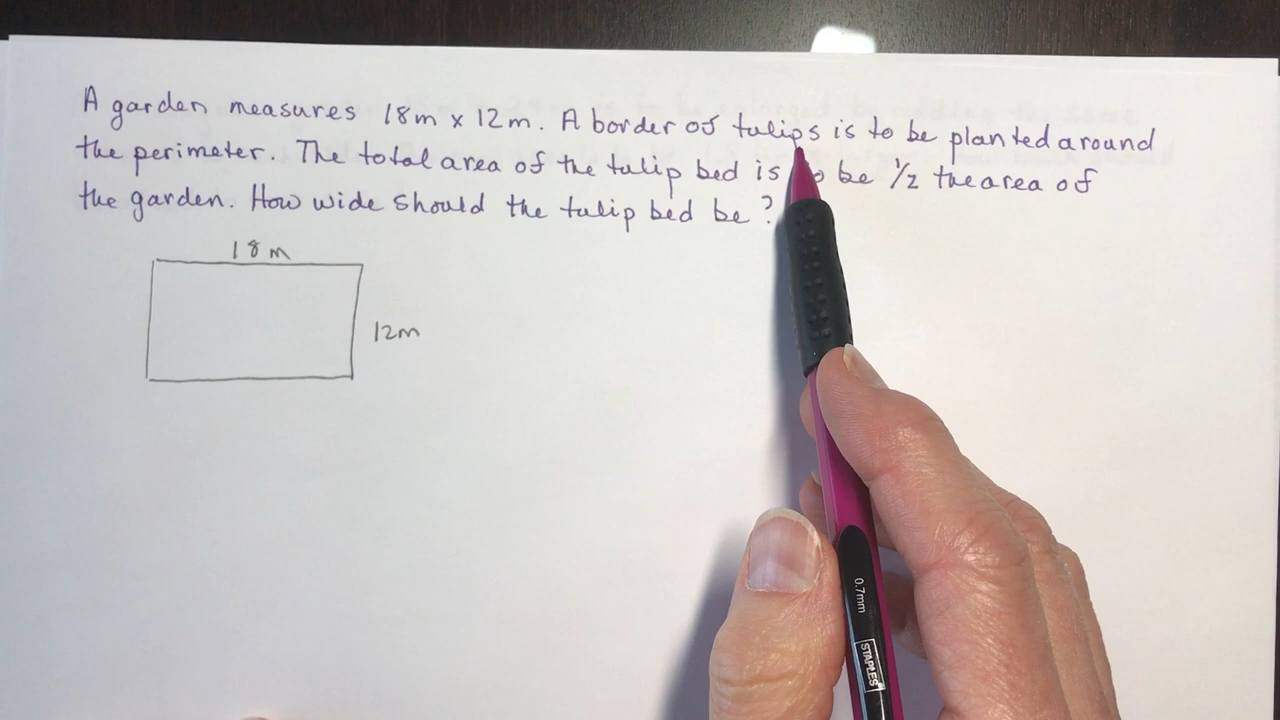 A garden measures 18m x 12m. A border of tulips is to be planted around
the perimeter. The total area of the tulip bed is to be 1/2 the area of
the garden. How wide should the tulip bed be?
18m
12m
0.7mm
STAPLES